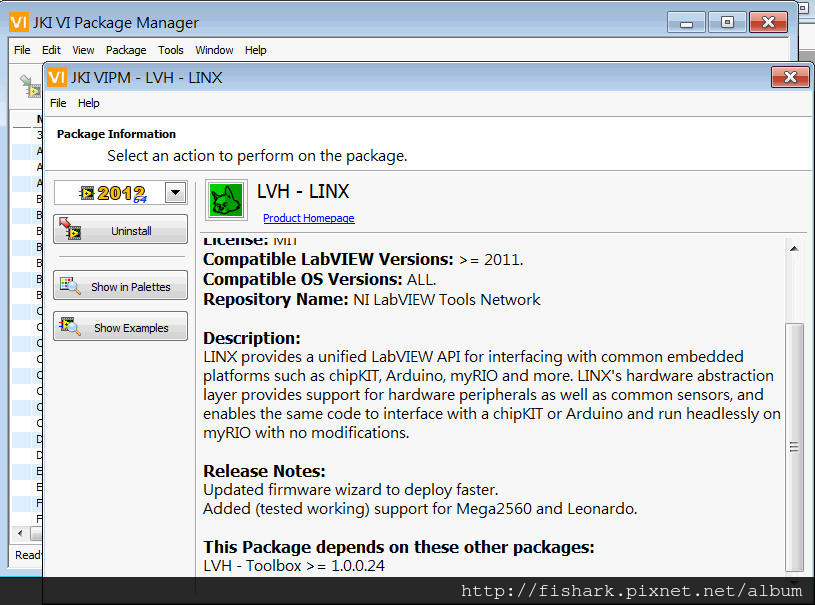 VI JKI VI Package Manager
File Edit View Package Tools Window Help
VI JKI VIPM - LVH - LINX
File Help
Package Information
Select an action to perform on the package.
2012 64
LVH - LINX
Product Homepage
Uninstall
Show in Palettes
Show Examples
License: MIT
Compatible LabVIEW Versions: >= 2011.
Compatible OS Versions: ALL.
Repository Name: NI LabVIEW Tools Network
Description:
LINX provides a unified LabVIEW API for interfacing with common embedded
platforms such as chipKIT, Arduino, myRIO and more. LINX's hardware abstraction
layer provides support for hardware peripherals as well as common sensors, and
enables the same code to interface with a chipKIT or Arduino and run headlessly on
myRIO with no modifications.
Release Notes:
Updated firmware wizard to deploy faster.
Added (tested working) support for Mega2560 and Leonardo.
This Package depends on these other packages:
LVH - Toolbox >= 1.0.0.24
http://fishark.pixnet.net/album